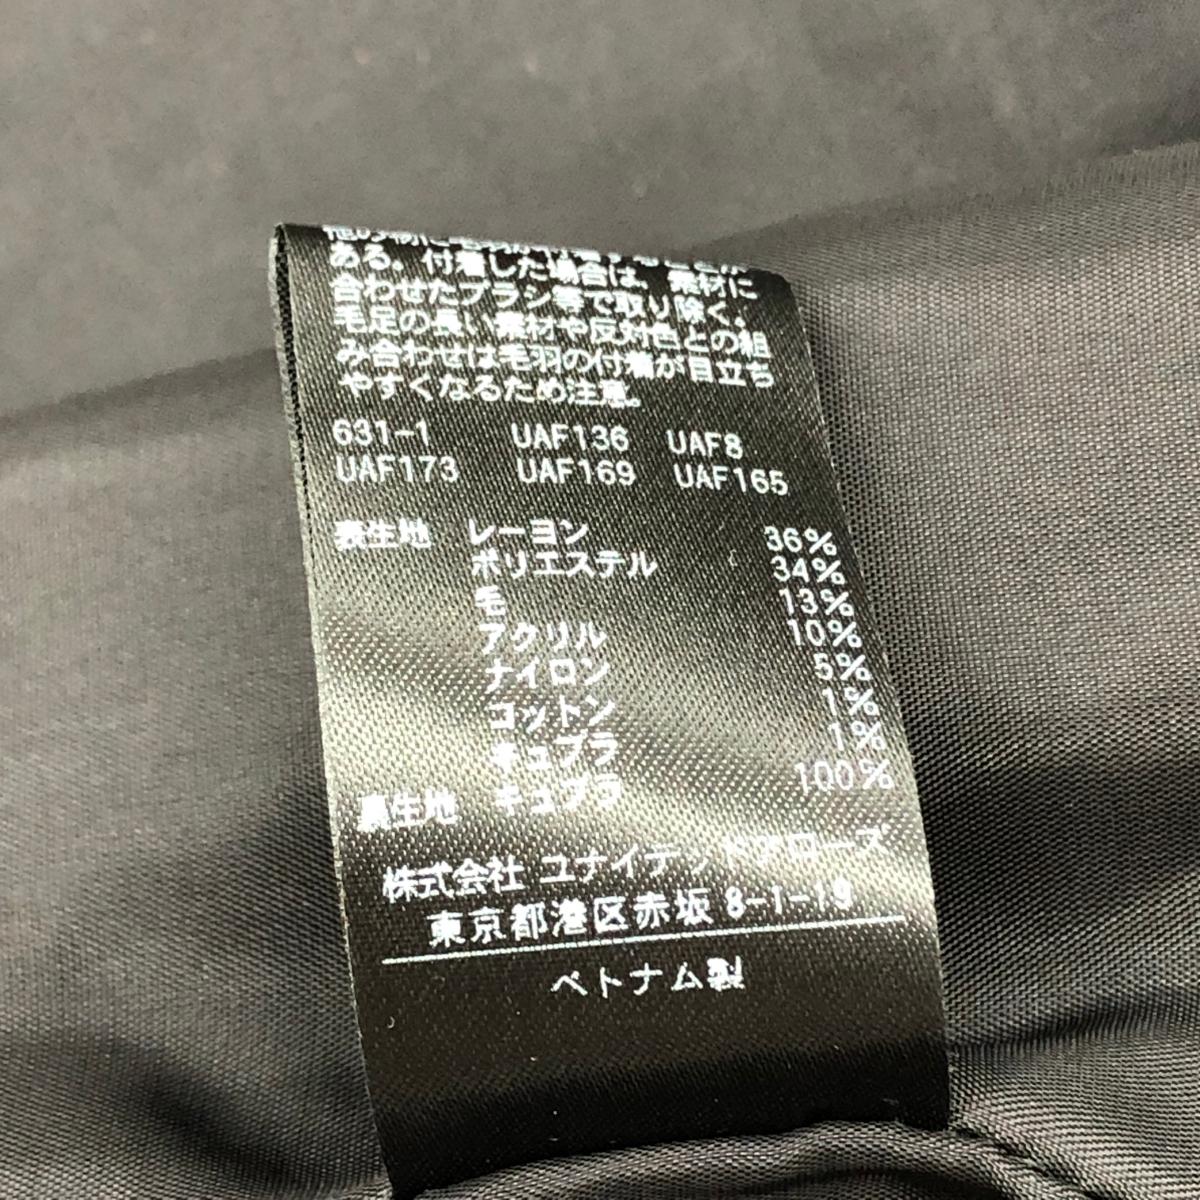 ある。付着した場合は、素材に
合わせたブラシ等で取り除く。
毛足の長い素材や反対色との組
み合わせは毛羽の付着が目立ち
やすくなるため注意。
631-1 UAF136 UAF8
UAF173 UAF169 UAF165
表生地 レーヨン 36%
ポリエステル 34%
毛 13%
アクリル 10%
ナイロン 5%
コットン 1%
キュプラ 1%
裏生地 キュプラ 100%
株式会社 ユナイテッドアローズ
東京都港区赤坂 8-1-19
ベトナム製